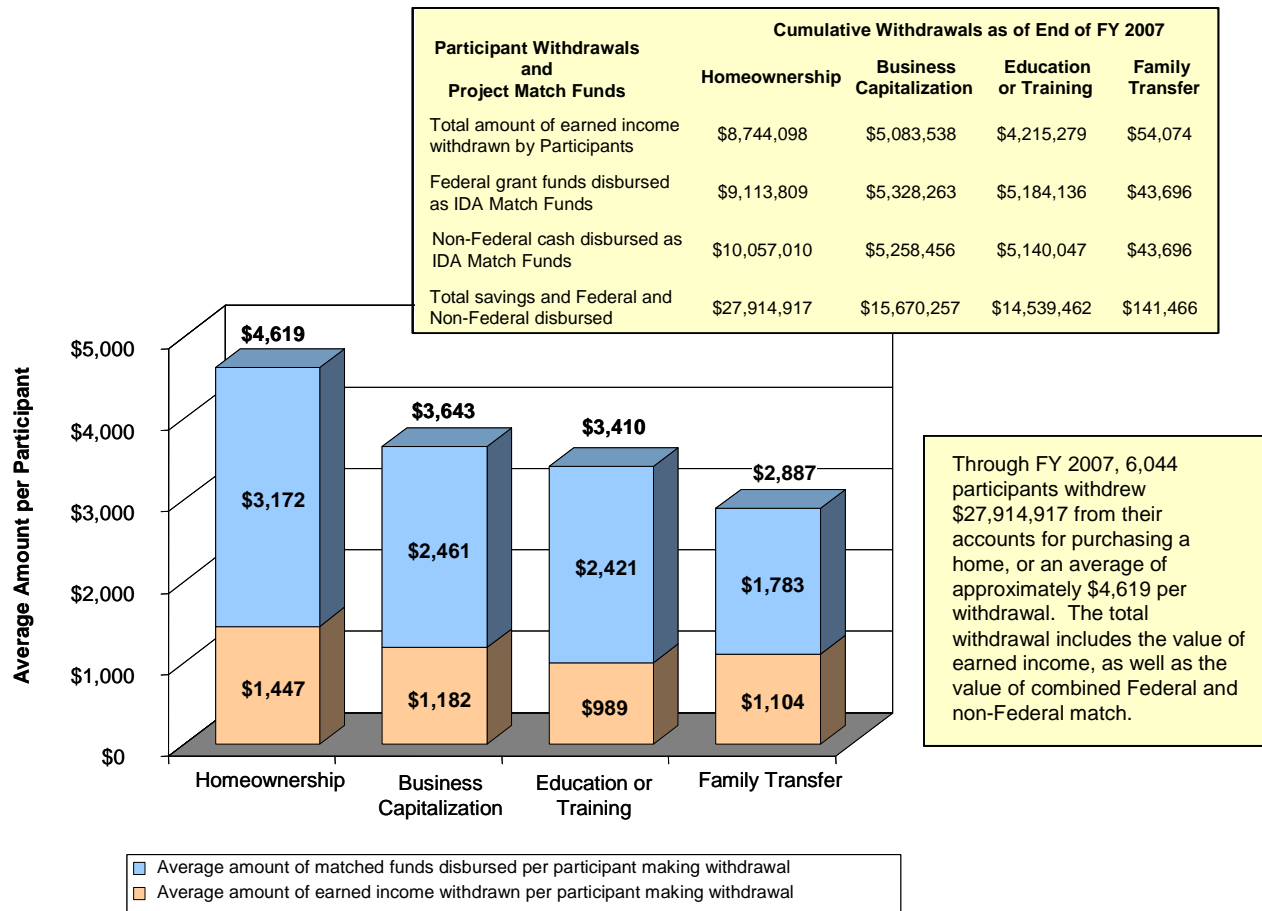 Cumulative Withdrawals as of End of FY 2007
Participant Withdrawals
and
Project Match Funds
Homeownership
Business
Capitalization
Education
or Training
Family
Transfer
Total amount of earned income
withdrawn by Participants
$8,744,098 $5,083,538 $4,215,279 $54,074
Federal grant funds disbursed
as IDA Match Funds
$9,113,809 $5,328,263 $5,184,136 $43,696
Non-Federal cash disbursed as
IDA Match Funds
$10,057,010 $5,258,456 $5,140,047 $43,696
Total savings and Federal and
Non-Federal disbursed
$27,914,917 $15,670,257 $14,539,462 $141,466
Average Amount per Participant
$5,000
$4,000
$3,000
$2,000
$1,000
$0
$4,619
$3,172
$1,447
$3,643
$2,461
$1,182
$3,410
$2,421
$989
$2,887
$1,783
$1,104
Homeownership
Business
Capitalization
Education or
Training
Family Transfer
Through FY 2007, 6,044
participants withdrew
$27,914,917 from their
accounts for purchasing a
home, or an average of
approximately $4,619 per
withdrawal. The total
withdrawal includes the value of
earned income, as well as the
value of combined Federal and
non-Federal match.
Average amount of matched funds disbursed per participant making withdrawal
Average amount of earned income withdrawn per participant making withdrawal